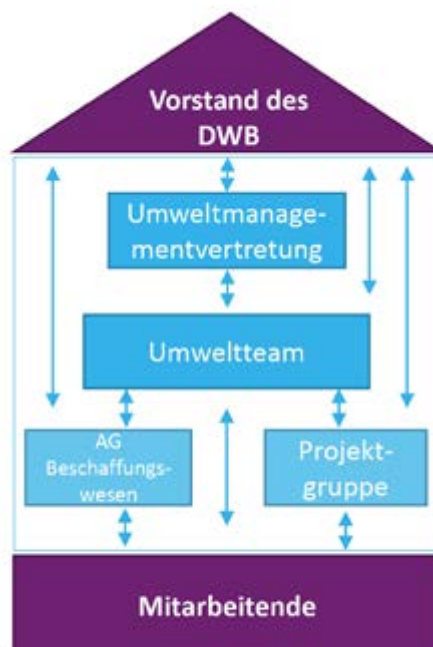 Vorstand des
DWB
Umweltmanage-
mentvertretung
Umweltteam
AG
Beschaffungs-
wesen
Projekt-
gruppe
Mitarbeitende